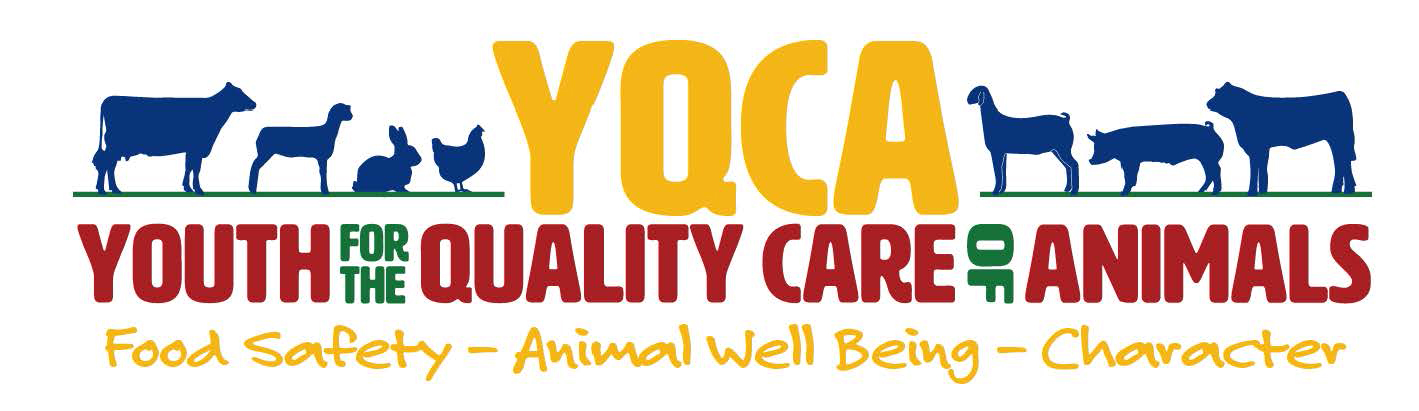 YQCA
YOUTH FOR THE QUALITY CARE OF ANIMALS
Food Safety - Animal Well Being - Character